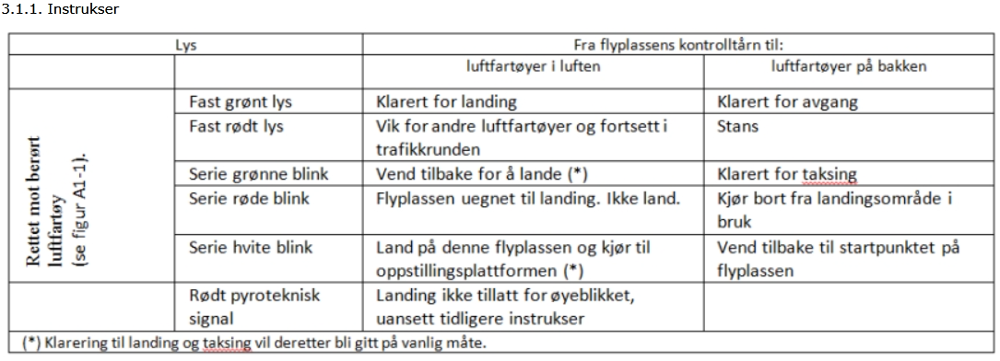 3.1.1. Instrukser
Lys
Fra flyplassens kontrolltårn til:
luftfartøyer i luften
luftfartøyer på bakken
Rettet mot berørt
luftfartøy
(se figur A1-1).
Fast grønt lys
Klarert for landing
Klarert for avgang
Fast rødt lys
Vik for andre luftfartøyer og fortsett i
trafikkrunden
Stans
Serie grønne blink
Vend tilbake for å lande (*)
Klarert for taksing
Serie røde blink
Flyplassen uegnet til landing. Ikke land.
Kjør bort fra landingsområde i
bruk
Serie hvite blink
Land på denne flyplassen og kjør til
oppstillingsplattformen (*)
Vend tilbake til startpunktet på
flyplassen
Rødt pyroteknisk
signal
Landing ikke tillatt for øyeblikket,
uansett tidligere instrukser
(*) Klarering til landing og taksing vil deretter bli gitt på vanlig måte.